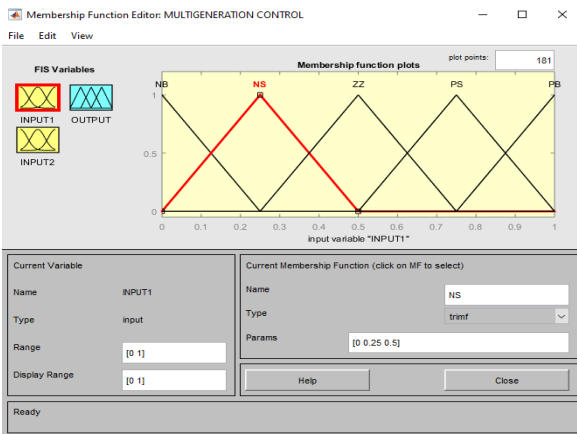 Membership Function Editor: MULTIGENERATION CONTROL
File Edit View
FIS Variables
INPUT1 OUTPUT
INPUT2
Membership function plots
plot points: 181
NB NS ZZ PS PB
1
0.5
0
0 0.1 0.2 0.3 0.4 0.5 0.6 0.7 0.8 0.9 1
input variable "INPUT1"
Current Variable
Name INPUT1
Type input
Range [0 1]
Display Range [0 1]
Current Membership Function (click on MF to select)
Name NS
Type trimf
Params [0 0.25 0.5]
Help Close
Ready